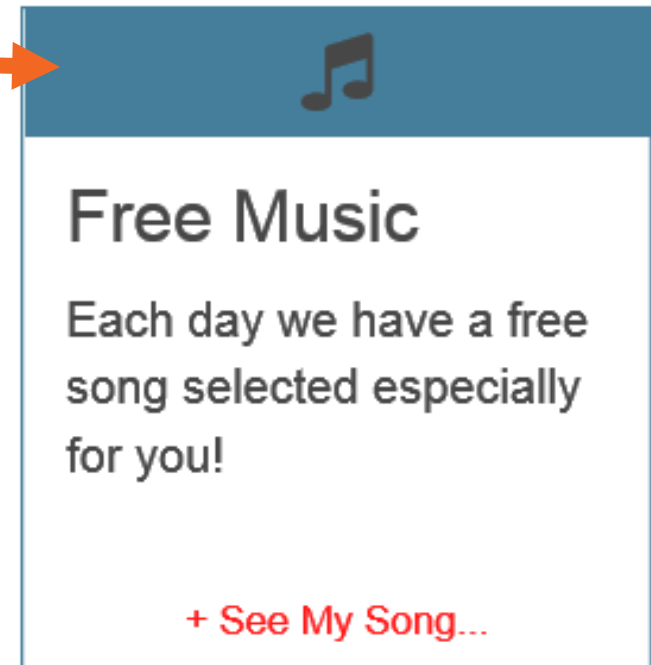 Free Music
Each day we have a free
song selected especially
for you!
+ See My Song...